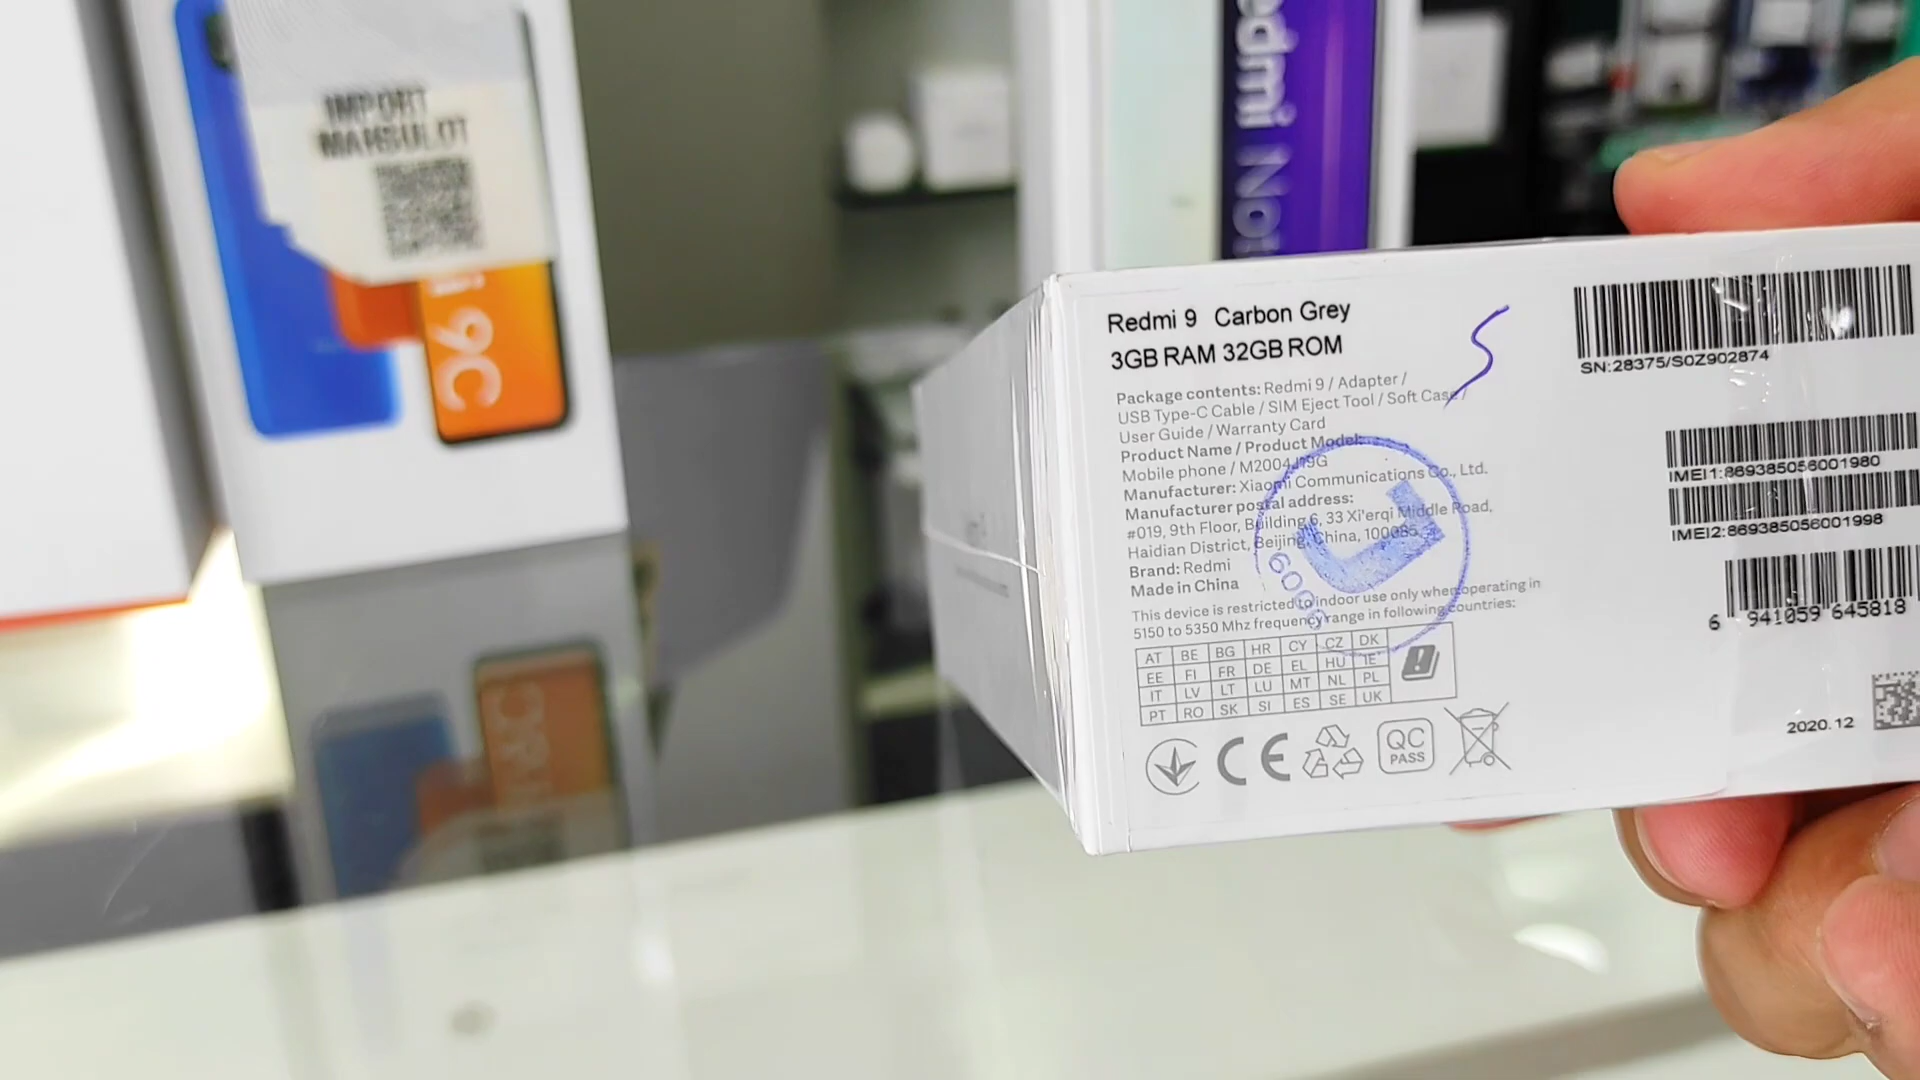 IMPORT
MAHSULOT
9C
edmi Not
Redmi 9 Carbon Grey
3GB RAM 32GB ROM
Package contents: Redmi 9 / Adapter /
USB Type-C Cable / SIM Eject Tool / Soft Case /
User Guide / Warranty Card
Product Name / Product Model:
Mobile phone / M2004J19G
Manufacturer: Xiaomi Communications Co., Ltd.
Manufacturer postal address:
#019, 9th Floor, Building 6, 33 Xi'erqi Middle Road,
Haidian District, Beijing, China, 100085
Brand: Redmi
Made in China
This device is restricted to indoor use only when operating in
5150 to 5350 Mhz frequency range in following countries:
AT BE BG HR CY CZ DK
EE FI FR DE EL HU IE
IT LV LT LU MT NL PL
PT RO SK SI ES SE UK
CE
QC
PASS
SN:28375/S0Z902874
IMEI1:869385056001980
IMEI2:869385056001998
6 941059 645818
2020.12